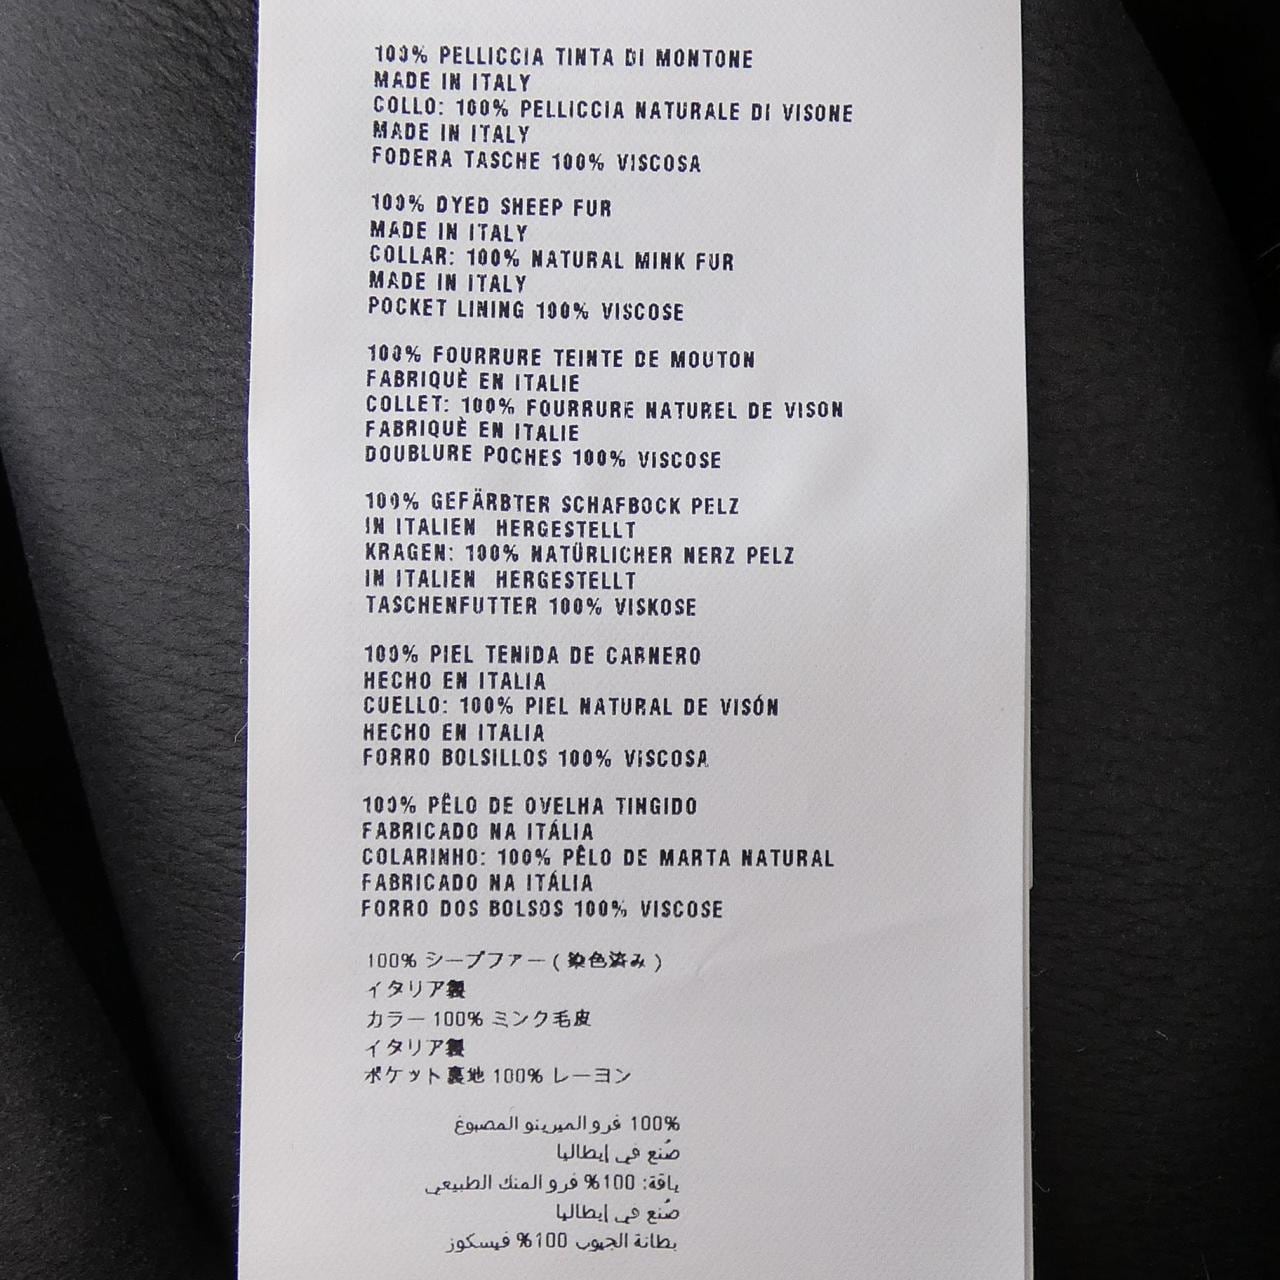 100% PELLICCIA TINTA DI MONTONE
MADE IN ITALY
COLLO: 100% PELLICCIA NATURALE DI VISONE
MADE IN ITALY
FODERA TASCHE 100% VISCOSA
100% DYED SHEEP FUR
MADE IN ITALY
COLLAR: 100% NATURAL MINK FUR
MADE IN ITALY
POCKET LINING 100% VISCOSE
100% FOURRURE TEINTE DE MOUTON
FABRIQUÈ EN ITALIE
COLLET: 100% FOURRURE NATUREL DE VISON
FABRIQUÈ EN ITALIE
DOUBLURE POCHES 100% VISCOSE
100% GEFÄRBTER SCHAFBOCK PELZ
IN ITALIEN HERGESTELLT
KRAGEN: 100% NATÜRLICHER NERZ PELZ
IN ITALIEN HERGESTELLT
TASCHENFUTTER 100% VISKOSE
100% PIEL TENIDA DE CARNERO
HECHO EN ITALIA
CUELLO: 100% PIEL NATURAL DE VISÓN
HECHO EN ITALIA
FORRO BOLSILLOS 100% VISCOSA
100% PÊLO DE OVELHA TINGIDO
FABRICADO NA ITÁLIA
COLARINHO: 100% PÊLO DE MARTA NATURAL
FABRICADO NA ITÁLIA
FORRO DOS BOLSOS 100% VISCOSE
100% シープファー ( 染色済み )
イタリア製
カラー 100% ミンク毛皮
イタリア製
ポケット裏地 100% レーヨン
100% فرو الميرينو المصبوغ
صُنع في إيطاليا
ياقة: 100% فرو المنك الطبيعي
صُنع في إيطاليا
بطانة الجيوب 100% فيسكوز